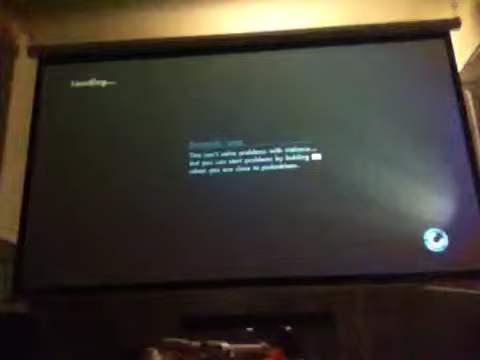 Loading...
You can't solve problems with violence...
but you can start problems by holding
when you are close to pedestrians.